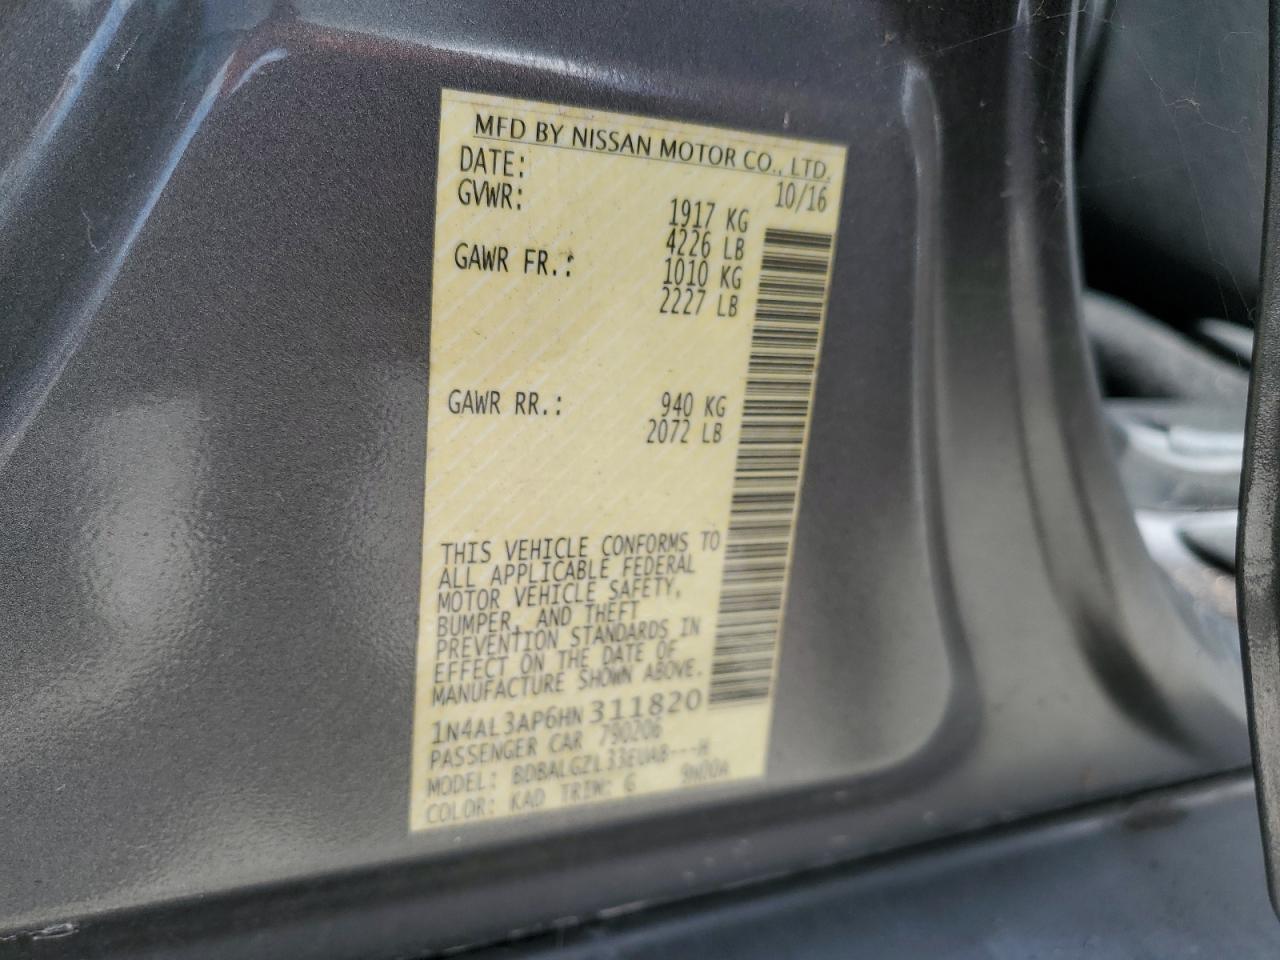 MFD BY NISSAN MOTOR CO., LTD.
DATE: 10/16
GVWR: 1917 KG
4226 LB
GAWR FR.: 1010 KG
2227 LB
GAWR RR.: 940 KG
2072 LB
THIS VEHICLE CONFORMS TO
ALL APPLICABLE FEDERAL
MOTOR VEHICLE SAFETY,
BUMPER, AND THEFT
PREVENTION STANDARDS IN
EFFECT ON THE DATE OF
MANUFACTURE SHOWN ABOVE.
1N4AL3AP6HN311820
PASSENGER CAR 790206
MODEL: BDBALGZL33EUAB---H
COLOR: KAD TRIM: G